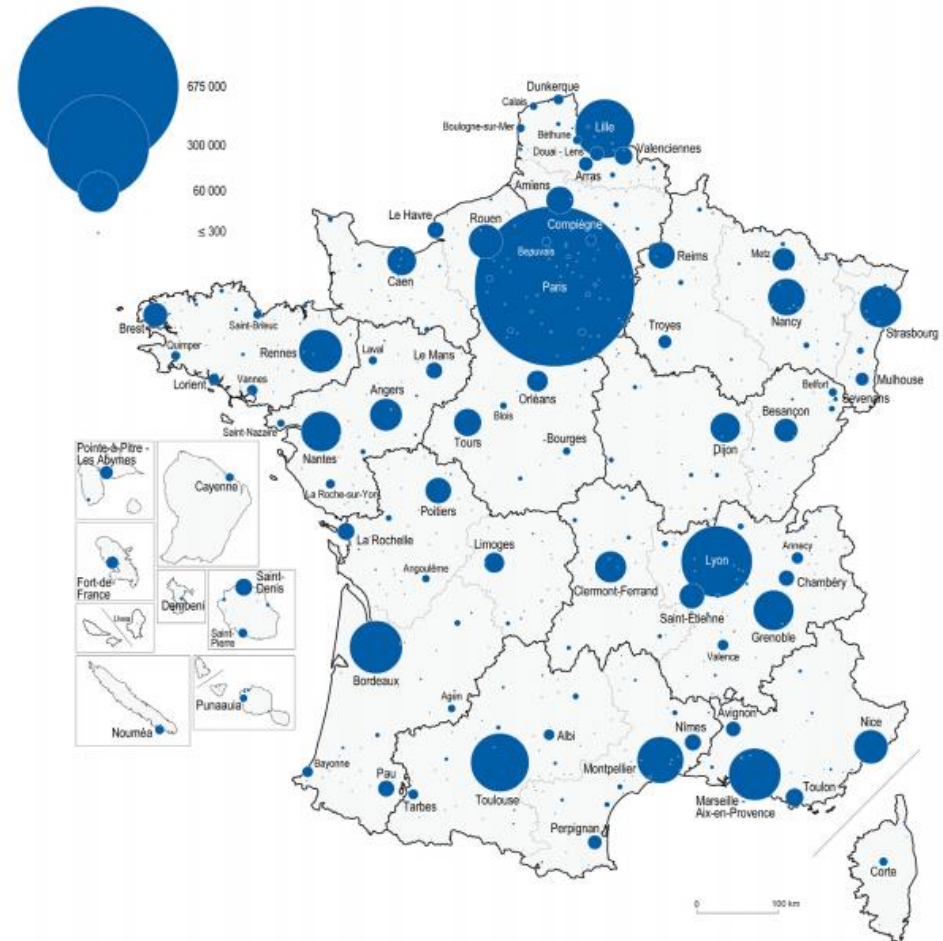 675 000
300 000
60 000
≤ 300
Dunkerque
Calais
Boulogne-sur-Mer
Lille
Béthune
Douai - Lens
Valenciennes
Arras
Amiens
Le Havre
Rouen
Compiègne
Beauvais
Reims
Metz
Caen
Paris
Nancy
Strasbourg
Brest
Saint-Brieuc
Troyes
Quimper
Rennes
Laval
Le Mans
Lorient
Vannes
Angers
Orléans
Mulhouse
Belfort
Sevenans
Blois
Besançon
Saint-Nazaire
Nantes
Tours
Bourges
Dijon
Pointe-à-Pitre -
Les Abymes
Cayenne
La Roche-sur-Yon
Poitiers
La Rochelle
Limoges
Lyon
Annecy
Chambéry
Angoulême
Clermont-Ferrand
Fort-de-
France
Dembeni
Saint-
Denis
Saint-
Pierre
Uvea
Saint-Étienne
Grenoble
Valence
Bordeaux
Nouméa
Punaauia
Agen
Albi
Avignon
Nîmes
Nice
Bayonne
Pau
Tarbes
Toulouse
Montpellier
Marseille -
Aix-en-Provence
Toulon
Perpignan
Corte
0
100 km